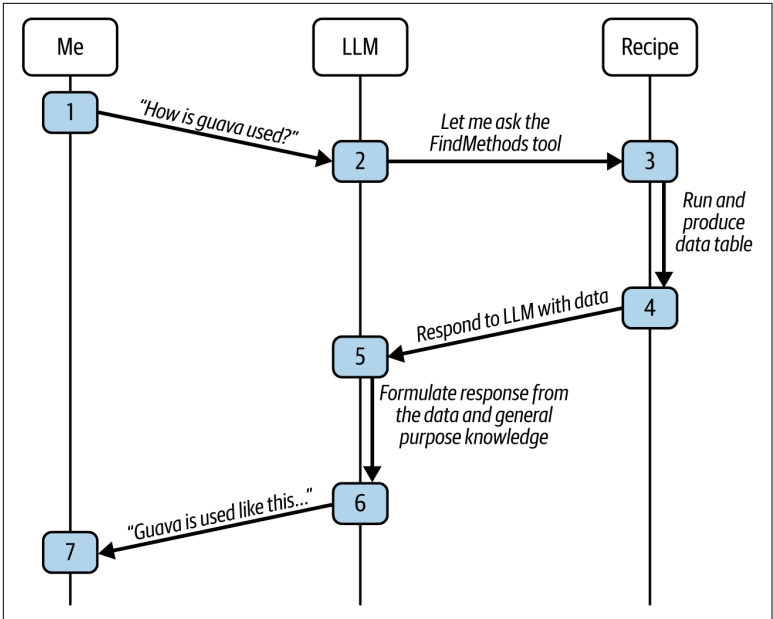 Me
LLM
Recipe
1
“How is guava used?”
2
Let me ask the
FindMethods tool
3
Run and
produce
data table
4
Respond to LLM with data
5
Formulate response from
the data and general
purpose knowledge
6
“Guava is used like this...”
7